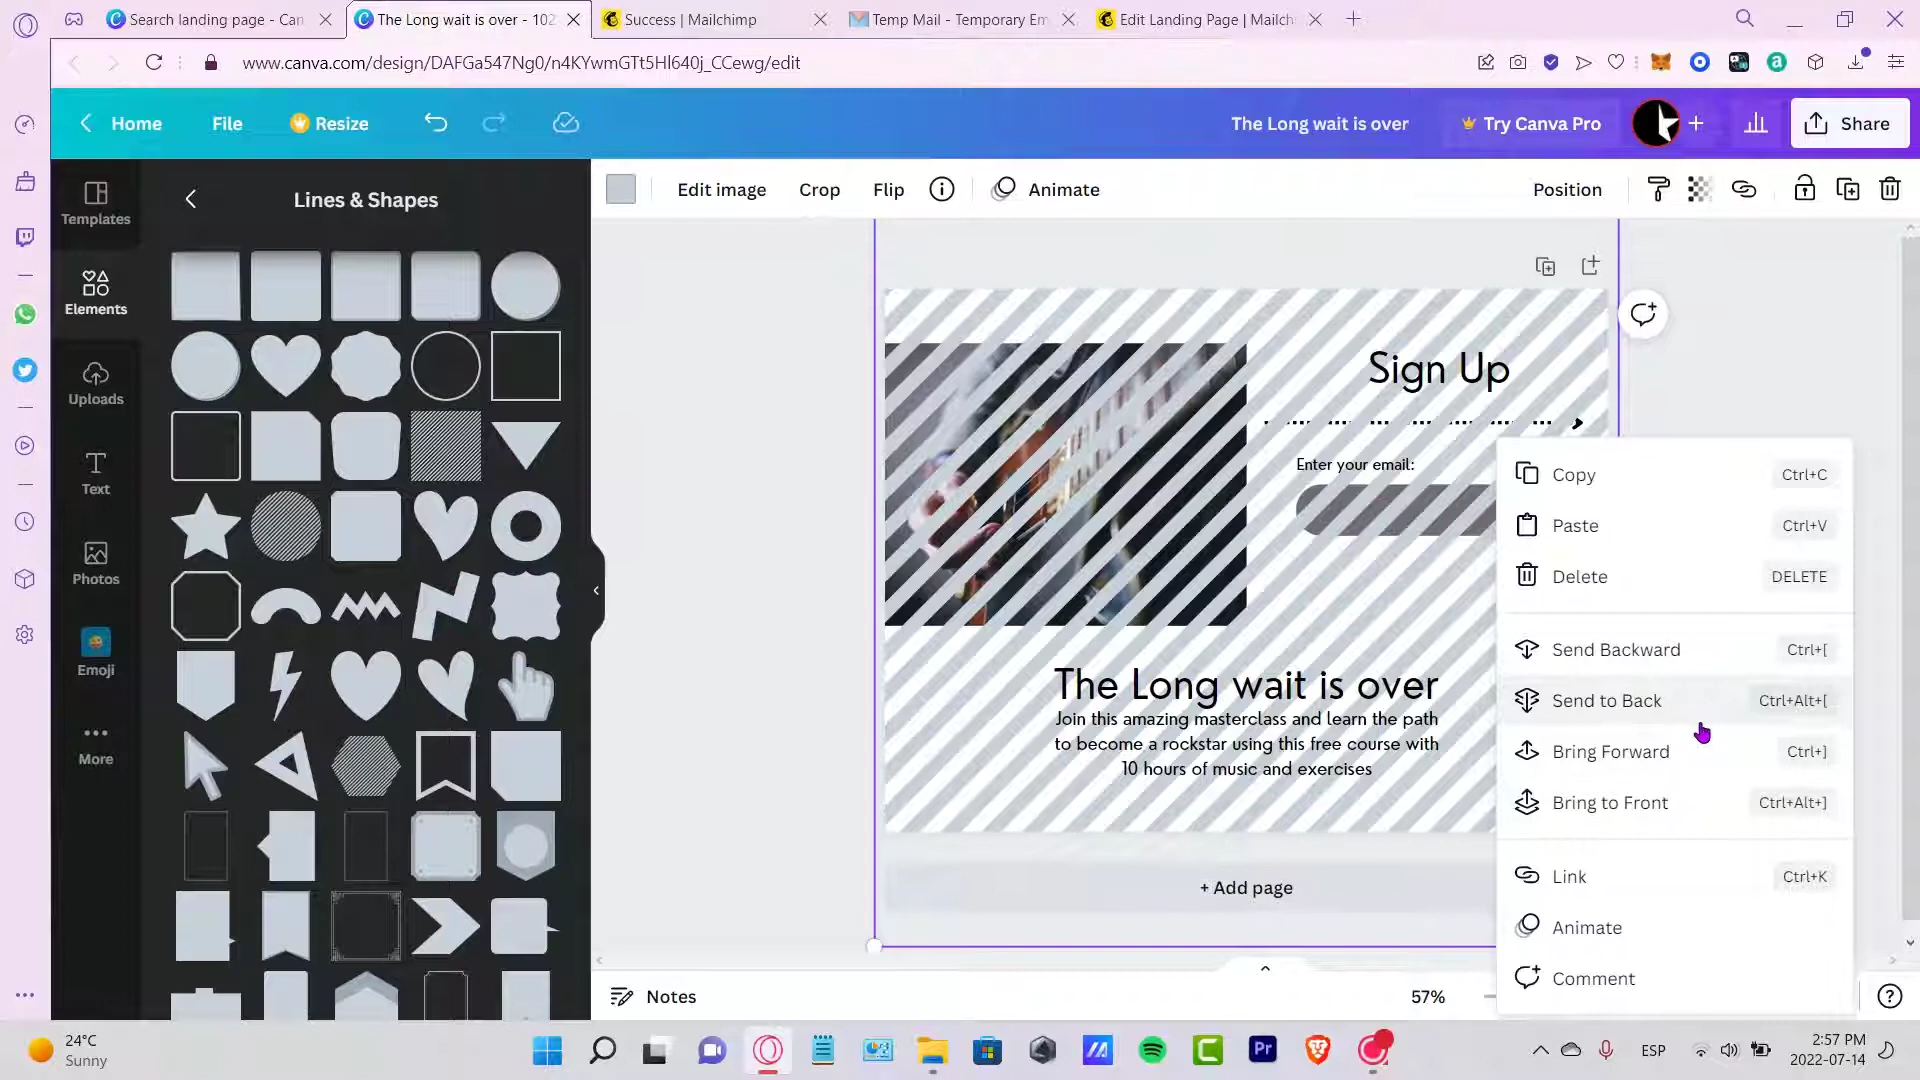 Search landing page - Can
The Long wait is over - 102
Success | Mailchimp
Temp Mail - Temporary Em
Edit Landing Page | Mailch
www.canva.com/design/DAFGa547Ng0/n4KYwmGTt5Hl640j_CCewg/edit
Home
File
Resize
The Long wait is over
Try Canva Pro
Share
Templates
Elements
Uploads
Text
Photos
Emoji
More
Lines & Shapes
Edit image
Crop
Flip
Animate
Position
Sign Up
Enter your email:
The Long wait is over
Join this amazing masterclass and learn the path
to become a rockstar using this free course with
10 hours of music and exercises
+ Add page
Copy Ctrl+C
Paste Ctrl+V
Delete DELETE
Send Backward Ctrl+[
Send to Back Ctrl+Alt+[
Bring Forward Ctrl+]
Bring to Front Ctrl+Alt+]
Link Ctrl+K
Animate
Comment
Notes
57%
24°C
Sunny
Pr
ESP
2:57 PM
2022-07-14